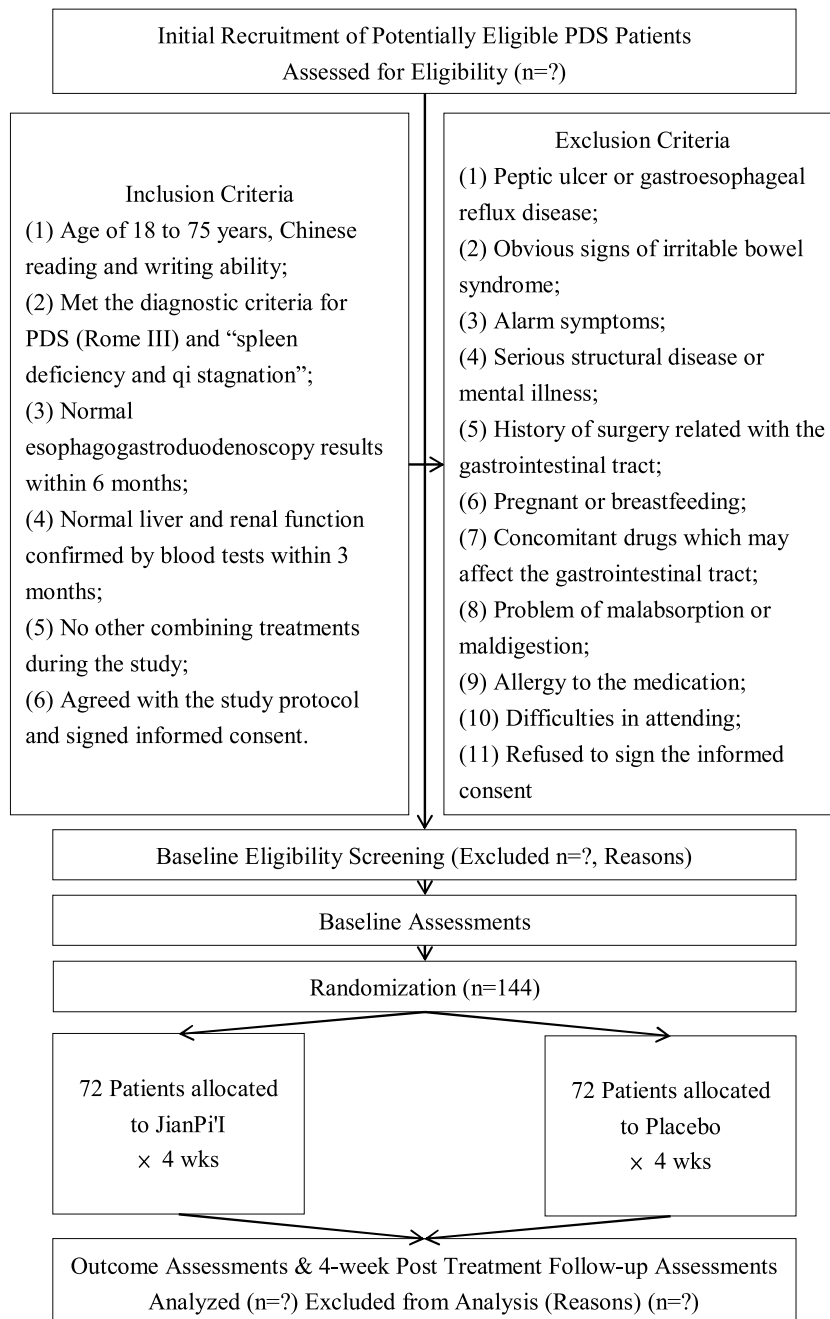 Initial Recruitment of Potentially Eligible PDS Patients
Assessed for Eligibility (n=?)
Inclusion Criteria
(1) Age of 18 to 75 years, Chinese
reading and writing ability;
(2) Met the diagnostic criteria for
PDS (Rome III) and “spleen
deficiency and qi stagnation”;
(3) Normal
esophagogastroduodenoscopy results
within 6 months;
(4) Normal liver and renal function
confirmed by blood tests within 3
months;
(5) No other combining treatments
during the study;
(6) Agreed with the study protocol
and signed informed consent.
Exclusion Criteria
(1) Peptic ulcer or gastroesophageal
reflux disease;
(2) Obvious signs of irritable bowel
syndrome;
(3) Alarm symptoms;
(4) Serious structural disease or
mental illness;
(5) History of surgery related with the
gastrointestinal tract;
(6) Pregnant or breastfeeding;
(7) Concomitant drugs which may
affect the gastrointestinal tract;
(8) Problem of malabsorption or
maldigestion;
(9) Allergy to the medication;
(10) Difficulties in attending;
(11) Refused to sign the informed
consent
Baseline Eligibility Screening (Excluded n=?, Reasons)
Baseline Assessments
Randomization (n=144)
72 Patients allocated
to JianPi'I
× 4 wks
72 Patients allocated
to Placebo
× 4 wks
Outcome Assessments & 4-week Post Treatment Follow-up Assessments
Analyzed (n=?) Excluded from Analysis (Reasons) (n=?)